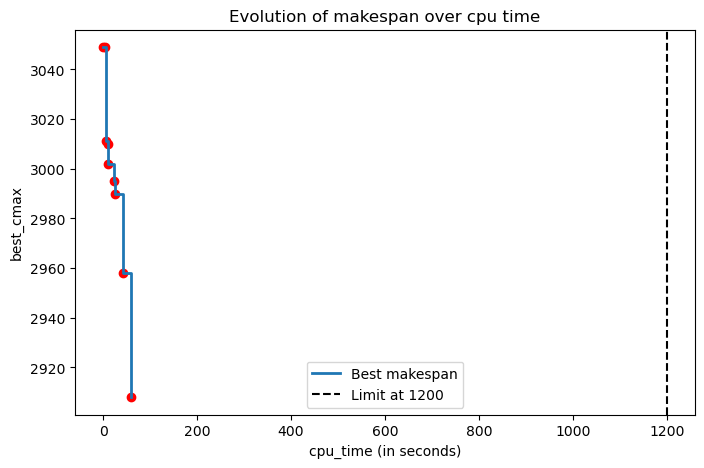 Evolution of makespan over cpu time
best_cmax
3040
3020
3000
2980
2960
2940
2920
Best makespan
Limit at 1200
0
200
400
600
800
1000
1200
cpu_time (in seconds)